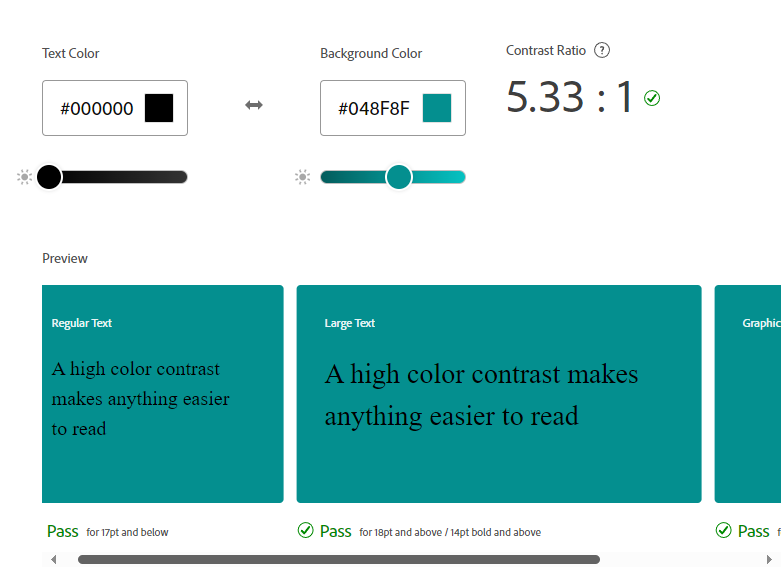 Text Color
Background Color
Contrast Ratio ?
#000000
#048F8F
5.33 : 1
Preview
Regular Text
A high color contrast
makes anything easier
to read
Large Text
A high color contrast makes
anything easier to read
Graphic
Pass for 17pt and below
Pass for 18pt and above / 14pt bold and above
Pass